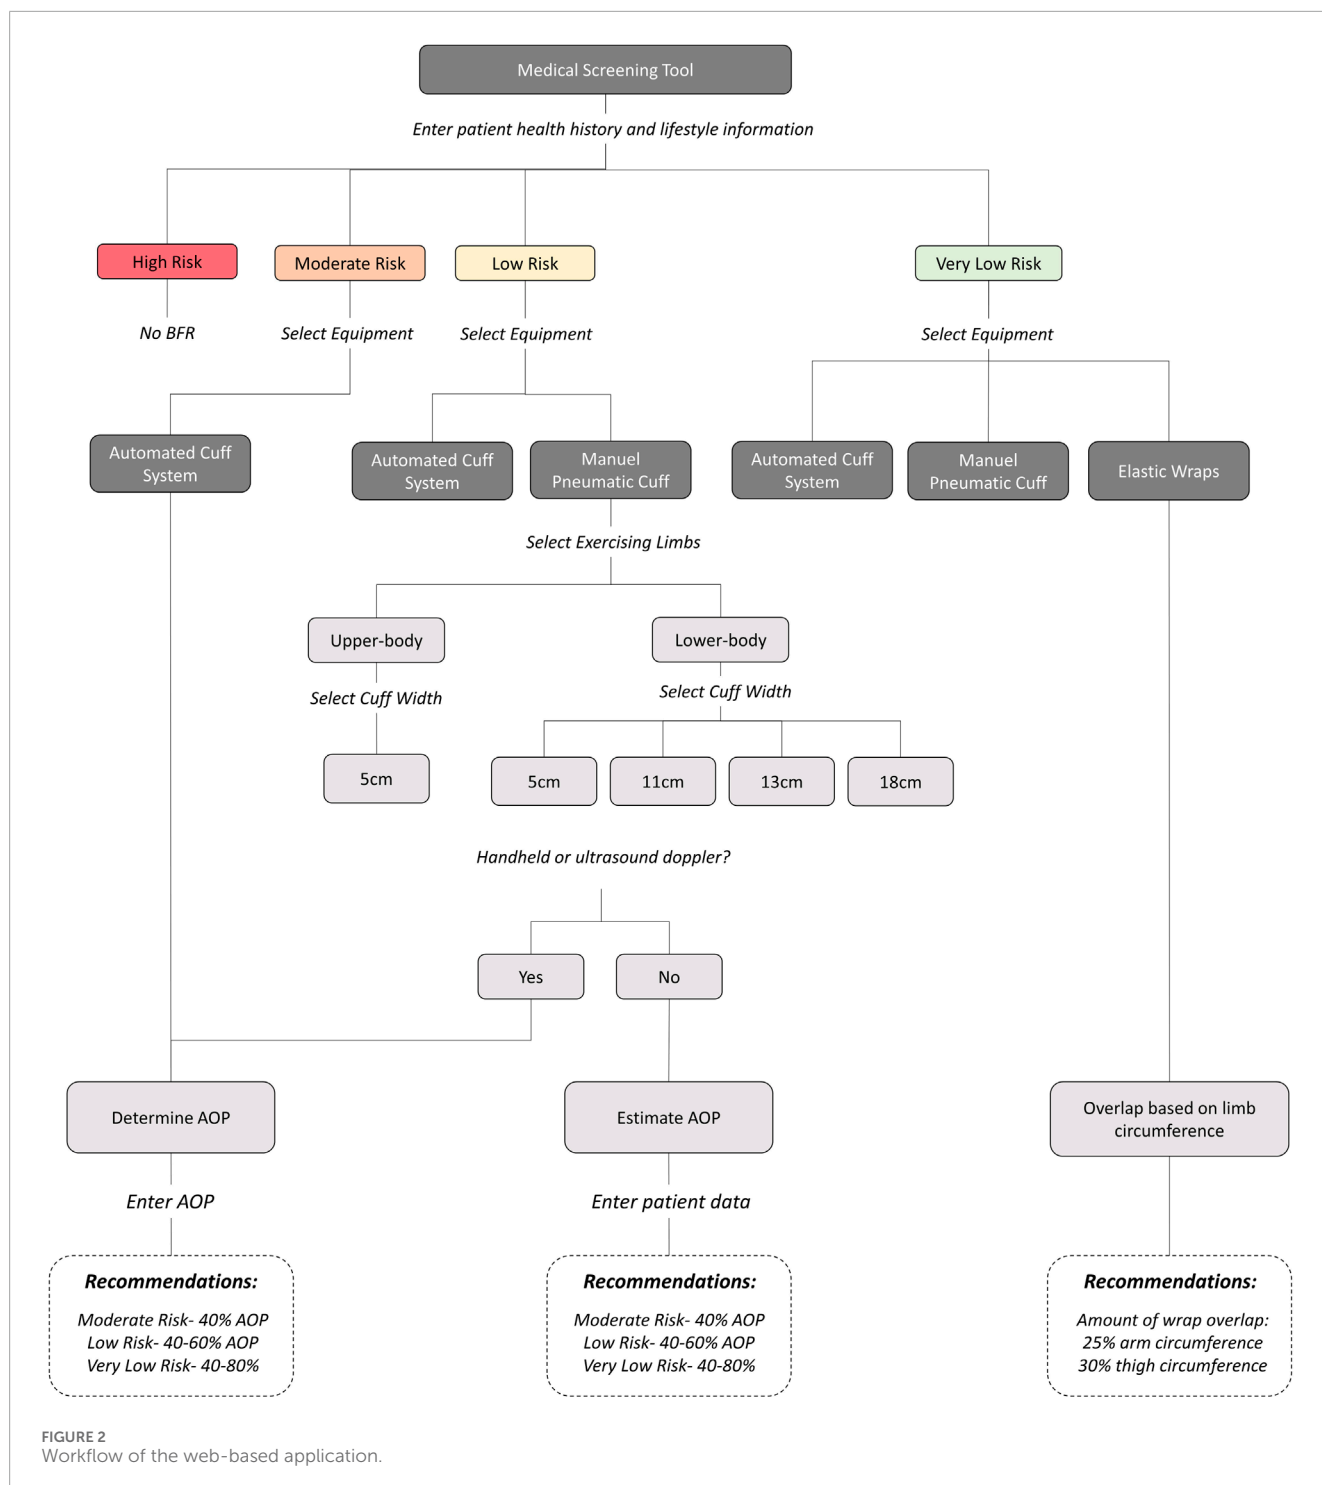 Medical Screening Tool
Enter patient health history and lifestyle information
High Risk
Moderate Risk
Low Risk
Very Low Risk
No BFR
Select Equipment
Select Equipment
Select Equipment
Automated Cuff
System
Automated Cuff
System
Manuel
Pneumatic Cuff
Automated Cuff
System
Manuel
Pneumatic Cuff
Elastic Wraps
Select Exercising Limbs
Upper-body
Lower-body
Select Cuff Width
Select Cuff Width
5cm
5cm
11cm
13cm
18cm
Handheld or ultrasound doppler?
Yes
No
Determine AOP
Estimate AOP
Overlap based on limb
circumference
Enter AOP
Enter patient data
Recommendations:
Moderate Risk- 40% AOP
Low Risk- 40-60% AOP
Very Low Risk- 40-80%
Recommendations:
Moderate Risk- 40% AOP
Low Risk- 40-60% AOP
Very Low Risk- 40-80%
Recommendations:
Amount of wrap overlap:
25% arm circumference
30% thigh circumference
FIGURE 2
Workflow of the web-based application.